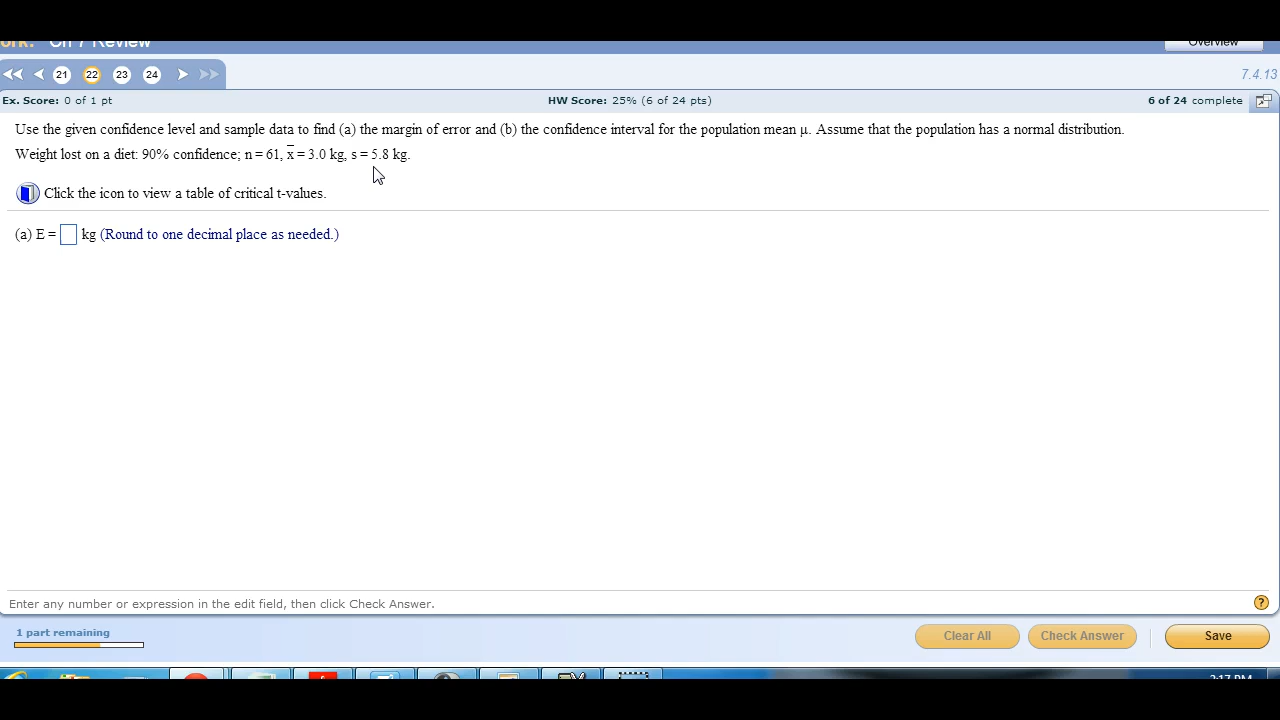 ork: Ch 7 Review
Overview
21 22 23 24
7.4.13
Ex. Score: 0 of 1 pt
HW Score: 25% (6 of 24 pts)
6 of 24 complete
Use the given confidence level and sample data to find (a) the margin of error and (b) the confidence interval for the population mean μ. Assume that the population has a normal distribution.
Weight lost on a diet: 90% confidence; n = 61, x̄ = 3.0 kg, s = 5.8 kg.
Click the icon to view a table of critical t-values.
(a) E = kg (Round to one decimal place as needed.)
Enter any number or expression in the edit field, then click Check Answer.
?
1 part remaining
Clear All
Check Answer
Save